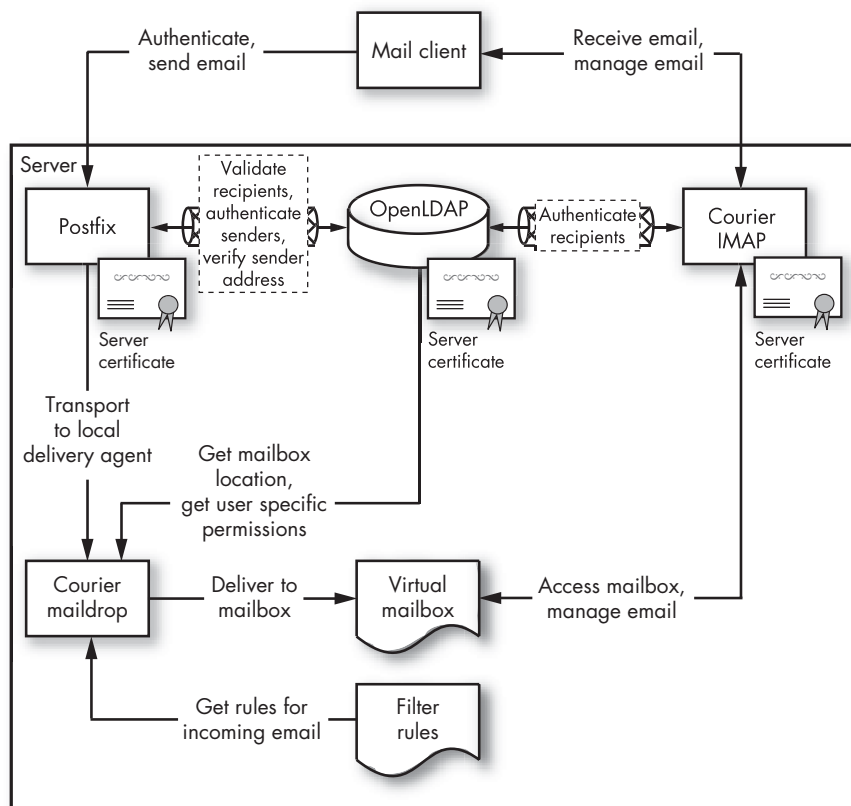 Authenticate,
send email
Mail client
Receive email,
manage email
Server
Postfix
Validate
recipients,
authenticate
senders,
verify sender
address
OpenLDAP
Authenticate
recipients
Courier
IMAP
Server
certificate
Server
certificate
Server
certificate
Transport
to local
delivery agent
Get mailbox
location,
get user specific
permissions
Courier
maildrop
Deliver to
mailbox
Virtual
mailbox
Access mailbox,
manage email
Get rules for
incoming email
Filter
rules